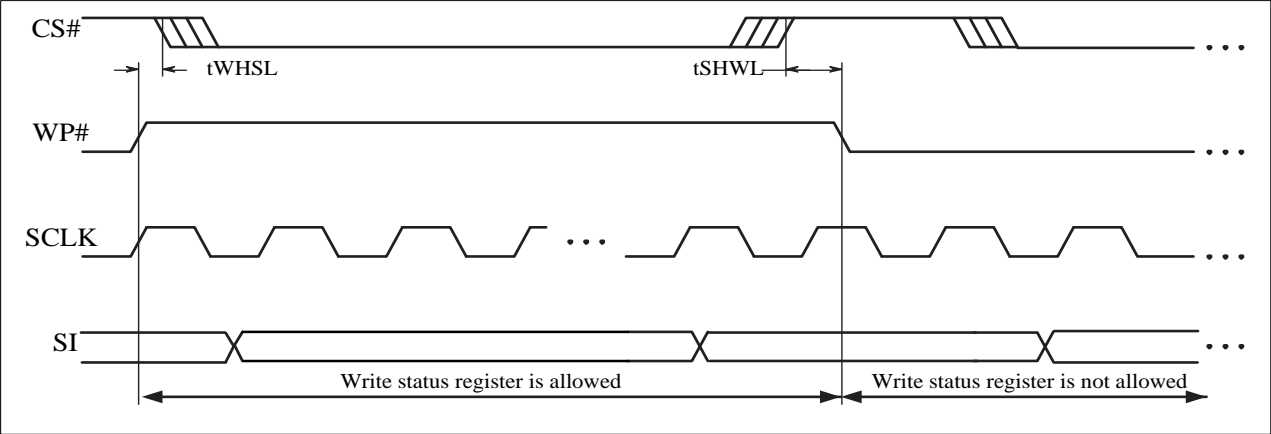 CS#
tWHSL
tSHWL
WP#
SCLK
SI
Write status register is allowed
Write status register is not allowed